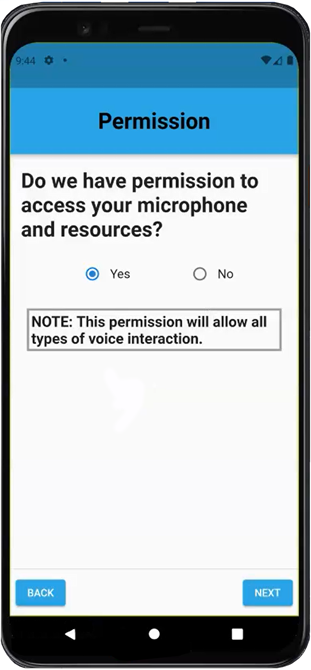 9:44
Permission
Do we have permission to
access your microphone
and resources?
Yes No
NOTE: This permission will allow all
types of voice interaction.
BACK NEXT